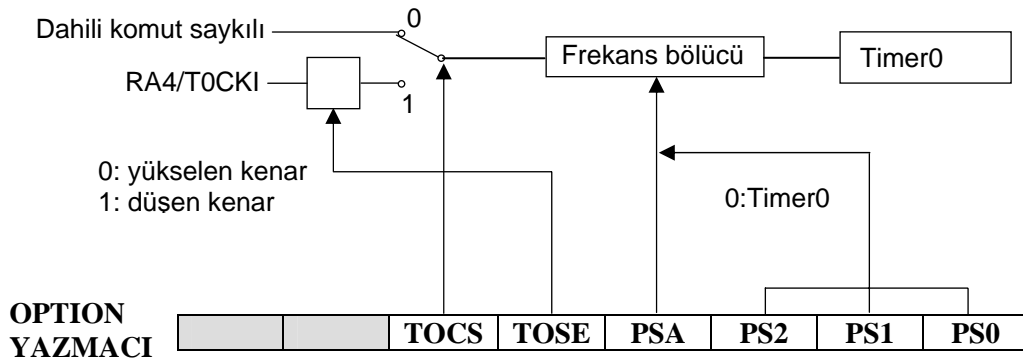 0
Dahili komut saykılı
Frekans bölücü
Timer0
RA4/T0CKI
1
0: yükselen kenar
1: düşen kenar
0:Timer0
OPTION
YAZMACI
TOCS TOSE PSA PS2 PS1 PS0